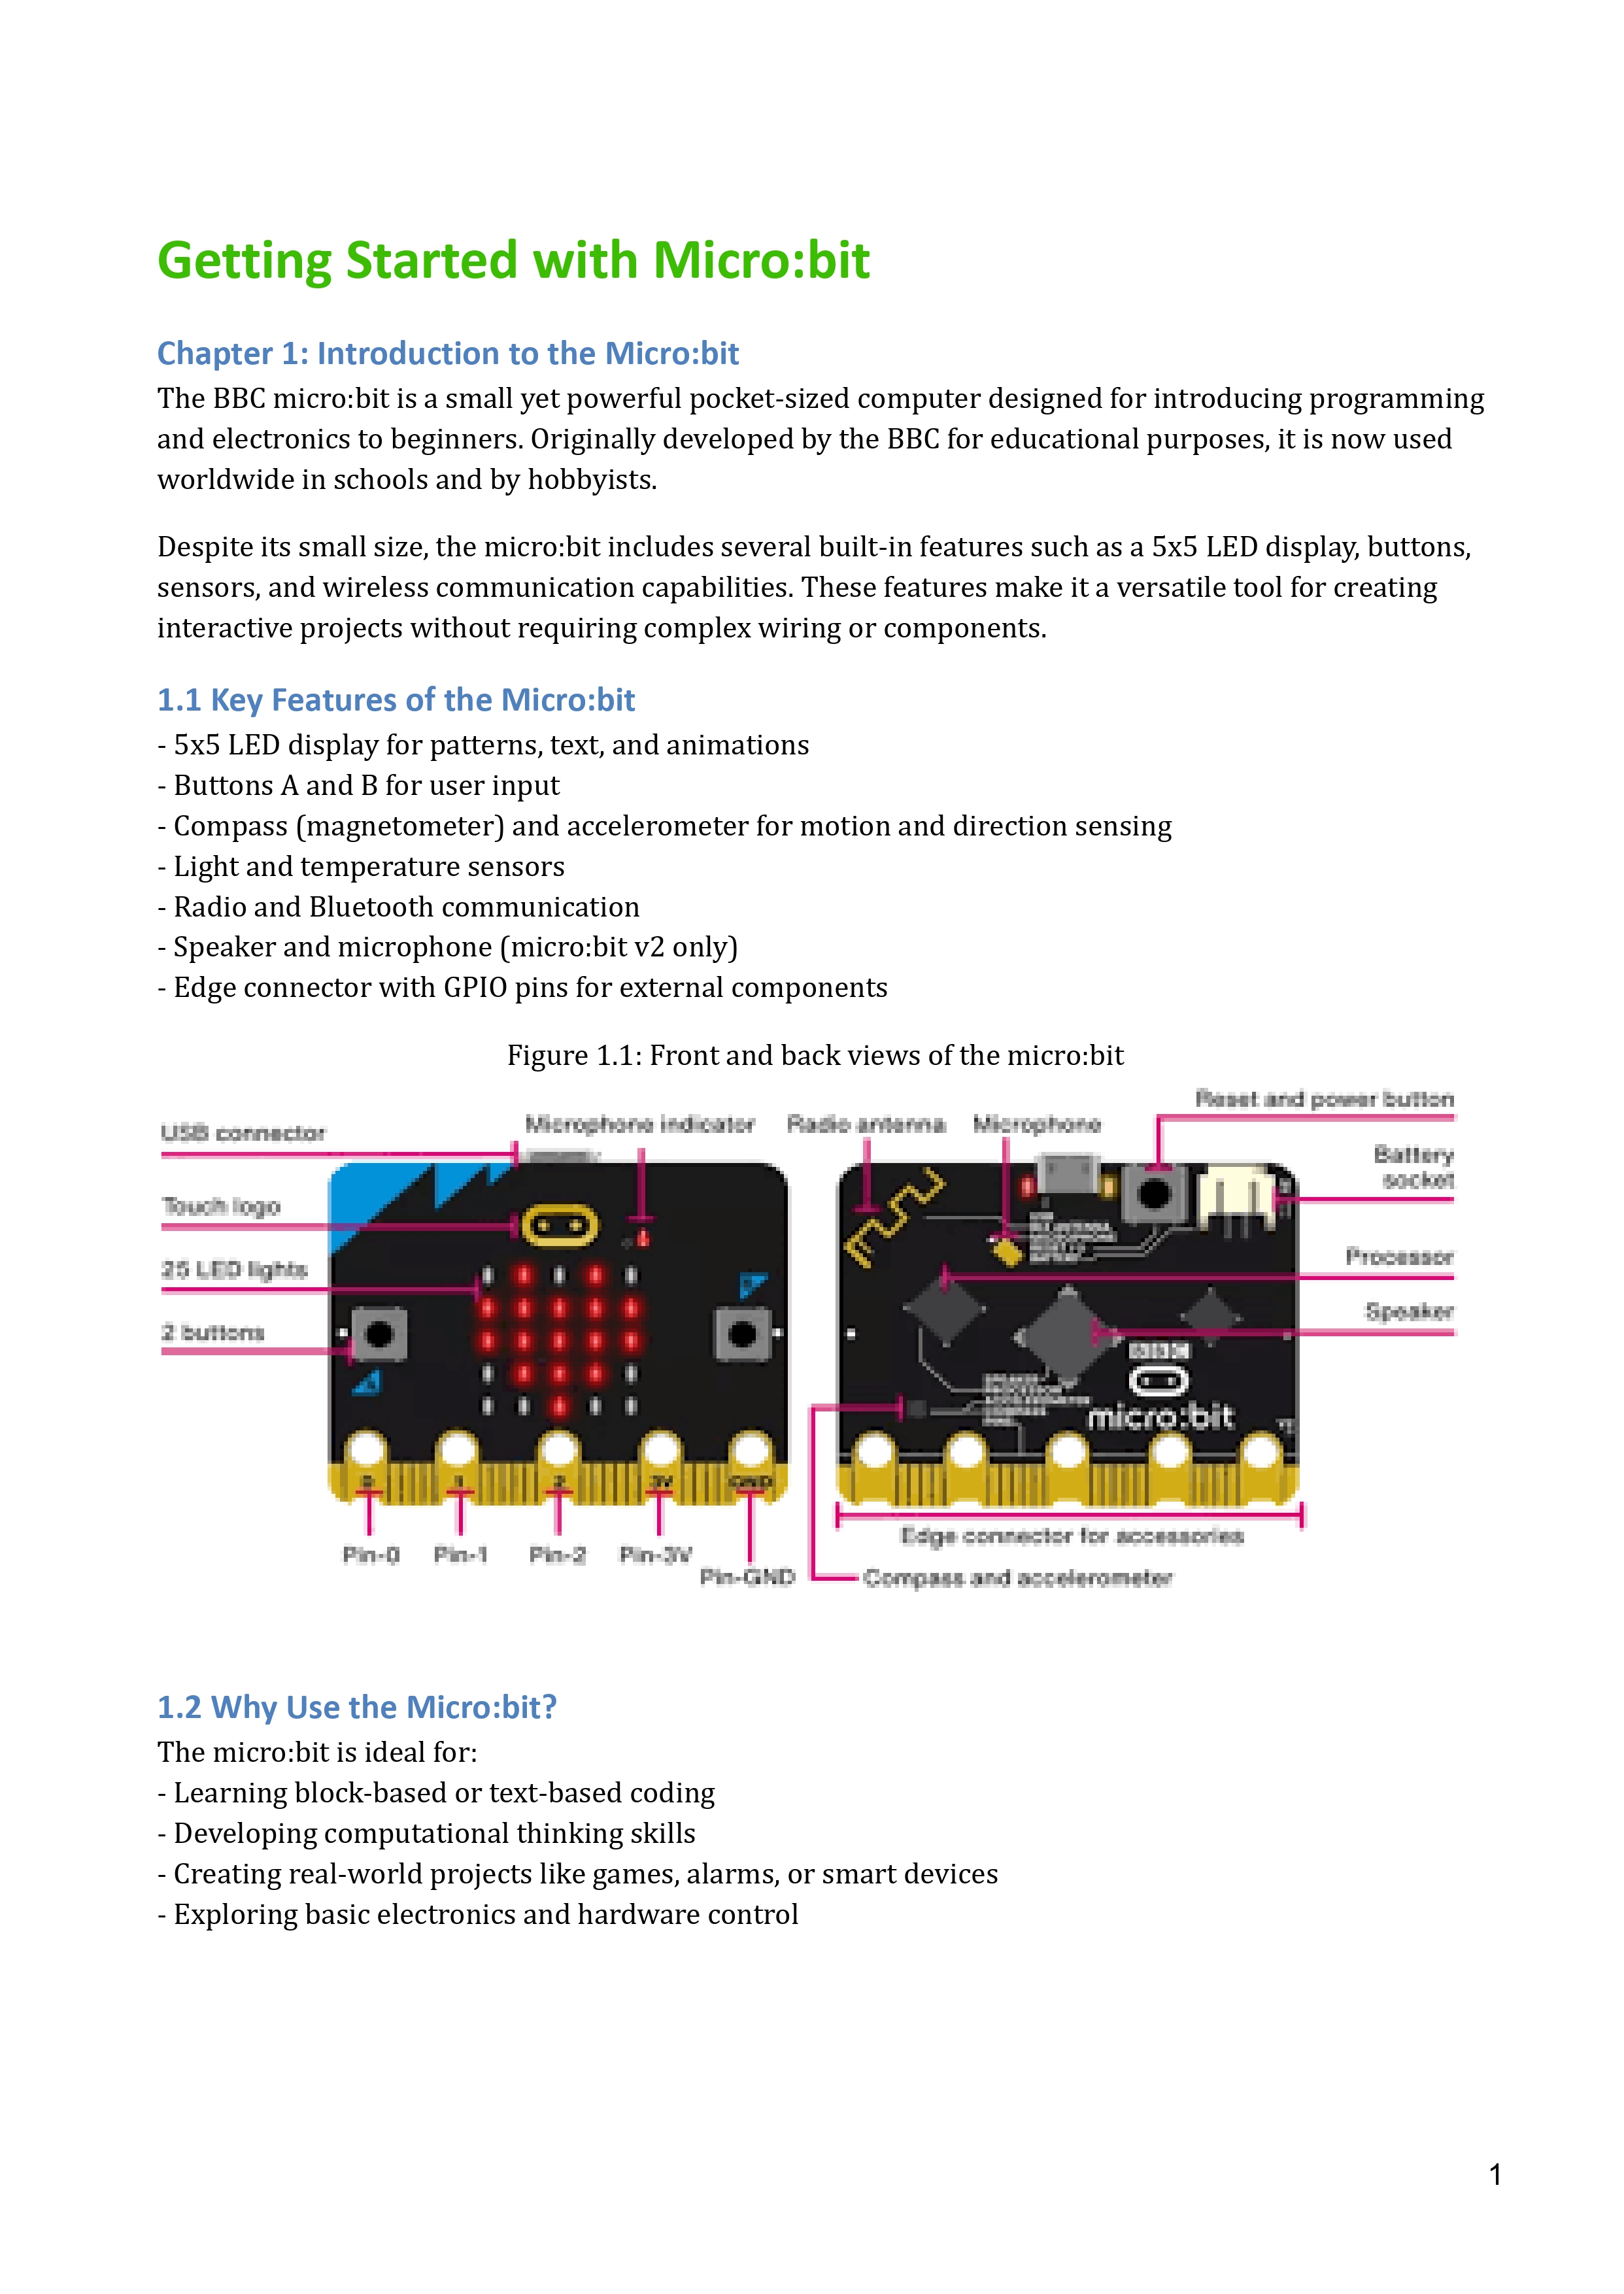 Getting Started with Micro:bit
Chapter 1: Introduction to the Micro:bit
The BBC micro:bit is a small yet powerful pocket-sized computer designed for introducing programming
and electronics to beginners. Originally developed by the BBC for educational purposes, it is now used
worldwide in schools and by hobbyists.
Despite its small size, the micro:bit includes several built-in features such as a 5x5 LED display, buttons,
sensors, and wireless communication capabilities. These features make it a versatile tool for creating
interactive projects without requiring complex wiring or components.
1.1 Key Features of the Micro:bit
- 5x5 LED display for patterns, text, and animations
- Buttons A and B for user input
- Compass (magnetometer) and accelerometer for motion and direction sensing
- Light and temperature sensors
- Radio and Bluetooth communication
- Speaker and microphone (micro:bit v2 only)
- Edge connector with GPIO pins for external components
Figure 1.1: Front and back views of the micro:bit
USB connector
Touch logo
25 LED lights
2 buttons
Microphone indicator
Radio antenna
Microphone
Reset and power button
Battery
socket
Processor
Speaker
micro:bit
0 1 2 3V GND
Pin-0
Pin-1
Pin-2
Pin-3V
Pin-GND
Edge connector for accessories
Compass and accelerometer
1.2 Why Use the Micro:bit?
The micro:bit is ideal for:
- Learning block-based or text-based coding
- Developing computational thinking skills
- Creating real-world projects like games, alarms, or smart devices
- Exploring basic electronics and hardware control
1